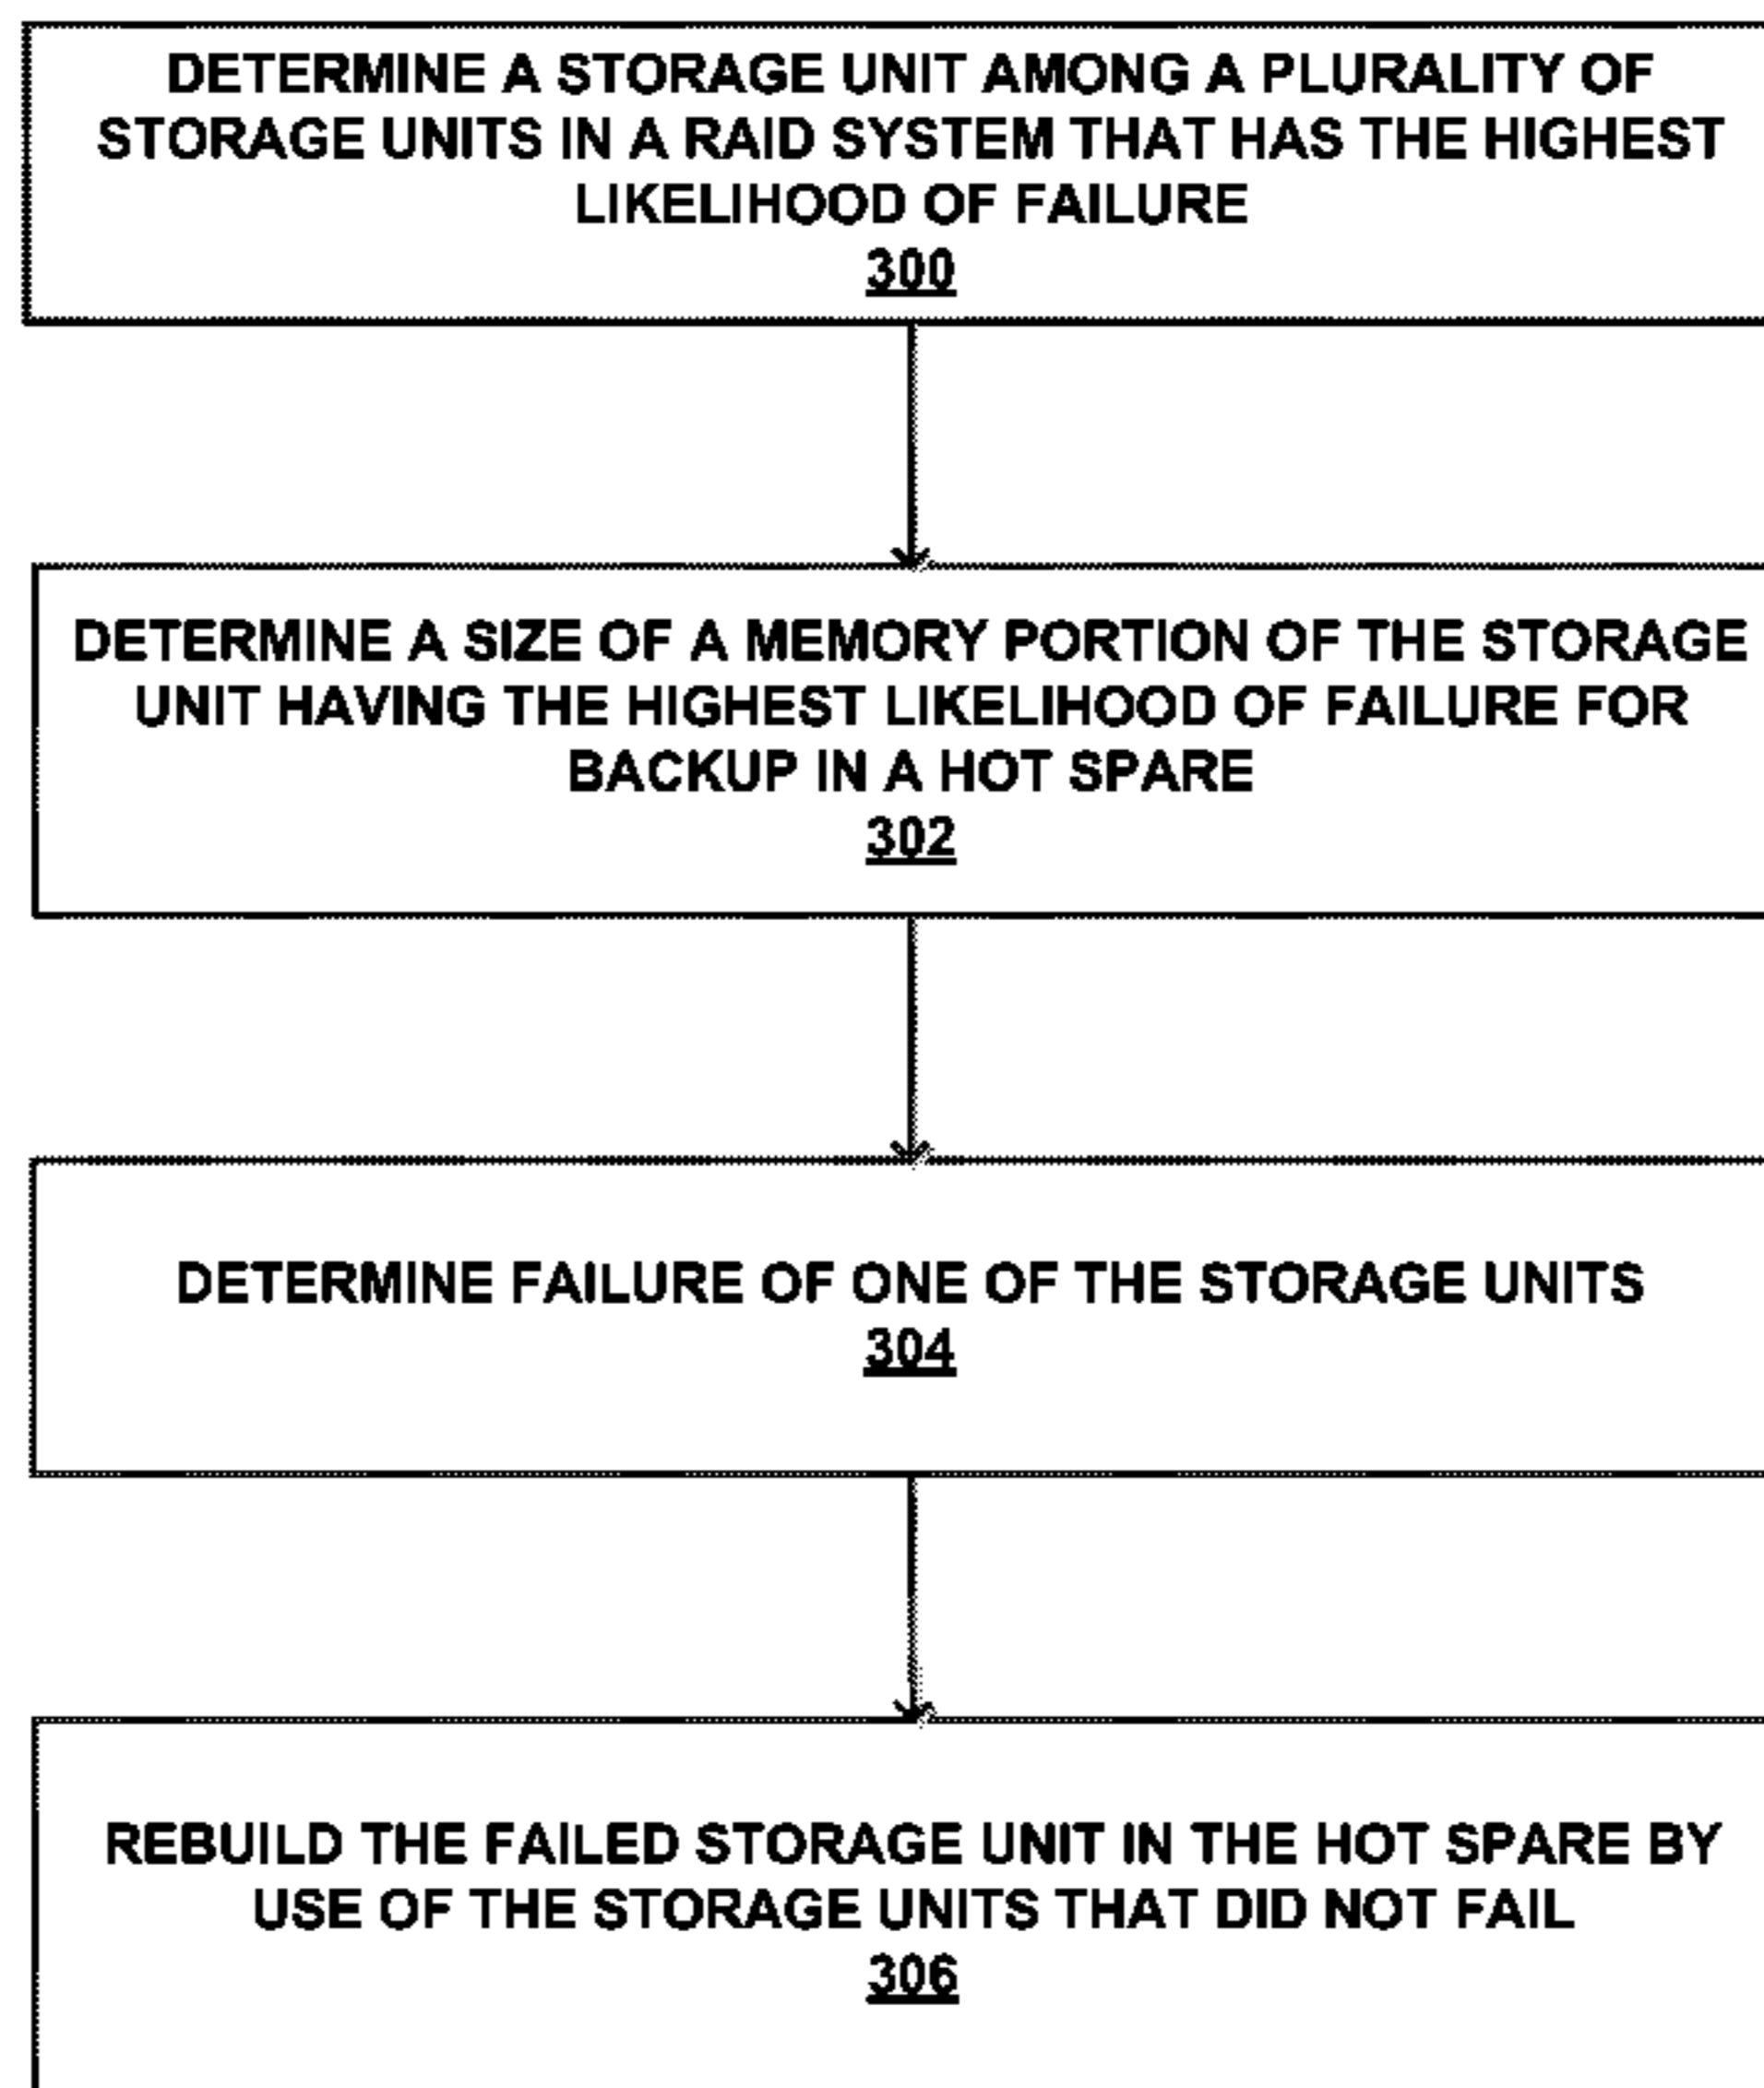 DETERMINE A STORAGE UNIT AMONG A PLURALITY OF
STORAGE UNITS IN A RAID SYSTEM THAT HAS THE HIGHEST
LIKELIHOOD OF FAILURE
300
DETERMINE A SIZE OF A MEMORY PORTION OF THE STORAGE
UNIT HAVING THE HIGHEST LIKELIHOOD OF FAILURE FOR
BACKUP IN A HOT SPARE
302
DETERMINE FAILURE OF ONE OF THE STORAGE UNITS
304
REBUILD THE FAILED STORAGE UNIT IN THE HOT SPARE BY
USE OF THE STORAGE UNITS THAT DID NOT FAIL
306